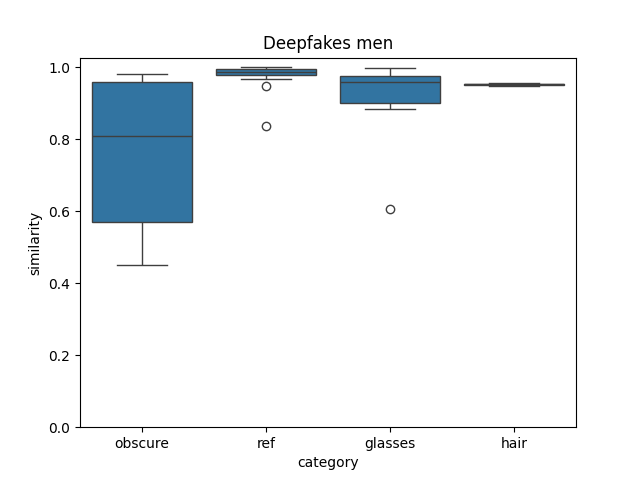 Deepfakes men
1.0
0.8
0.6
0.4
0.2
0.0
similarity
obscure ref glasses hair
category